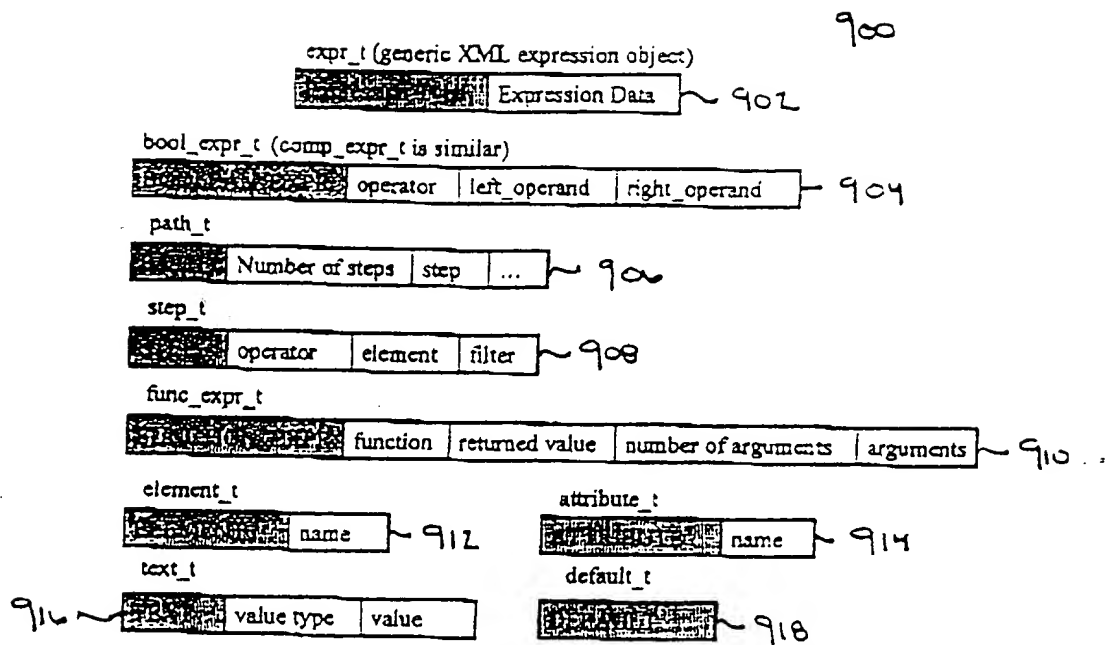 900
expr_t (generic XML expression object)
Expression Data 902
bool_expr_t (comp_expr_t is similar)
operator left_operand right_operand 904
path_t
Number of steps step ... 906
step_t
operator element filter 908
func_expr_t
function returned value number of arguments arguments 910
element_t attribute_t
name 912 name 914
text_t default_t
916 value type value 918